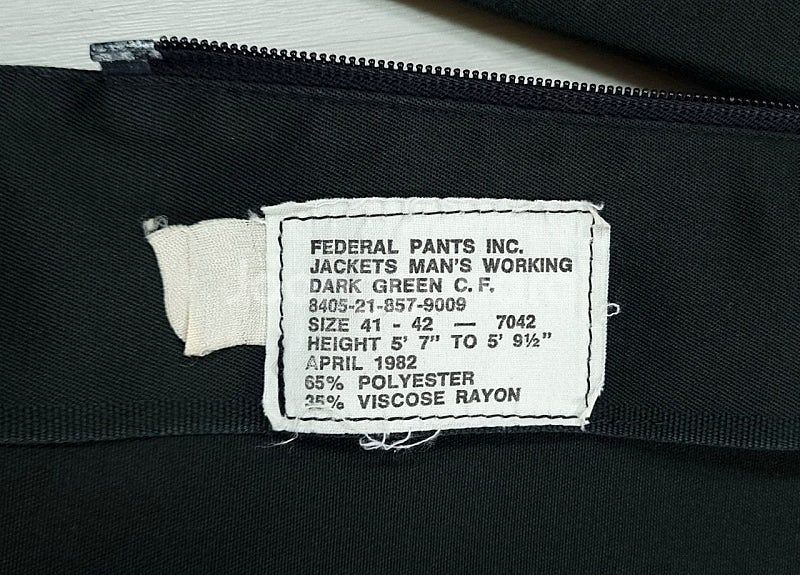 FEDERAL PANTS INC.
JACKETS MAN'S WORKING
DARK GREEN C.F.
8405-21-857-9009
SIZE 41 - 42 — 7042
HEIGHT 5' 7" TO 5' 9½"
APRIL 1982
65% POLYESTER
35% VISCOSE RAYON